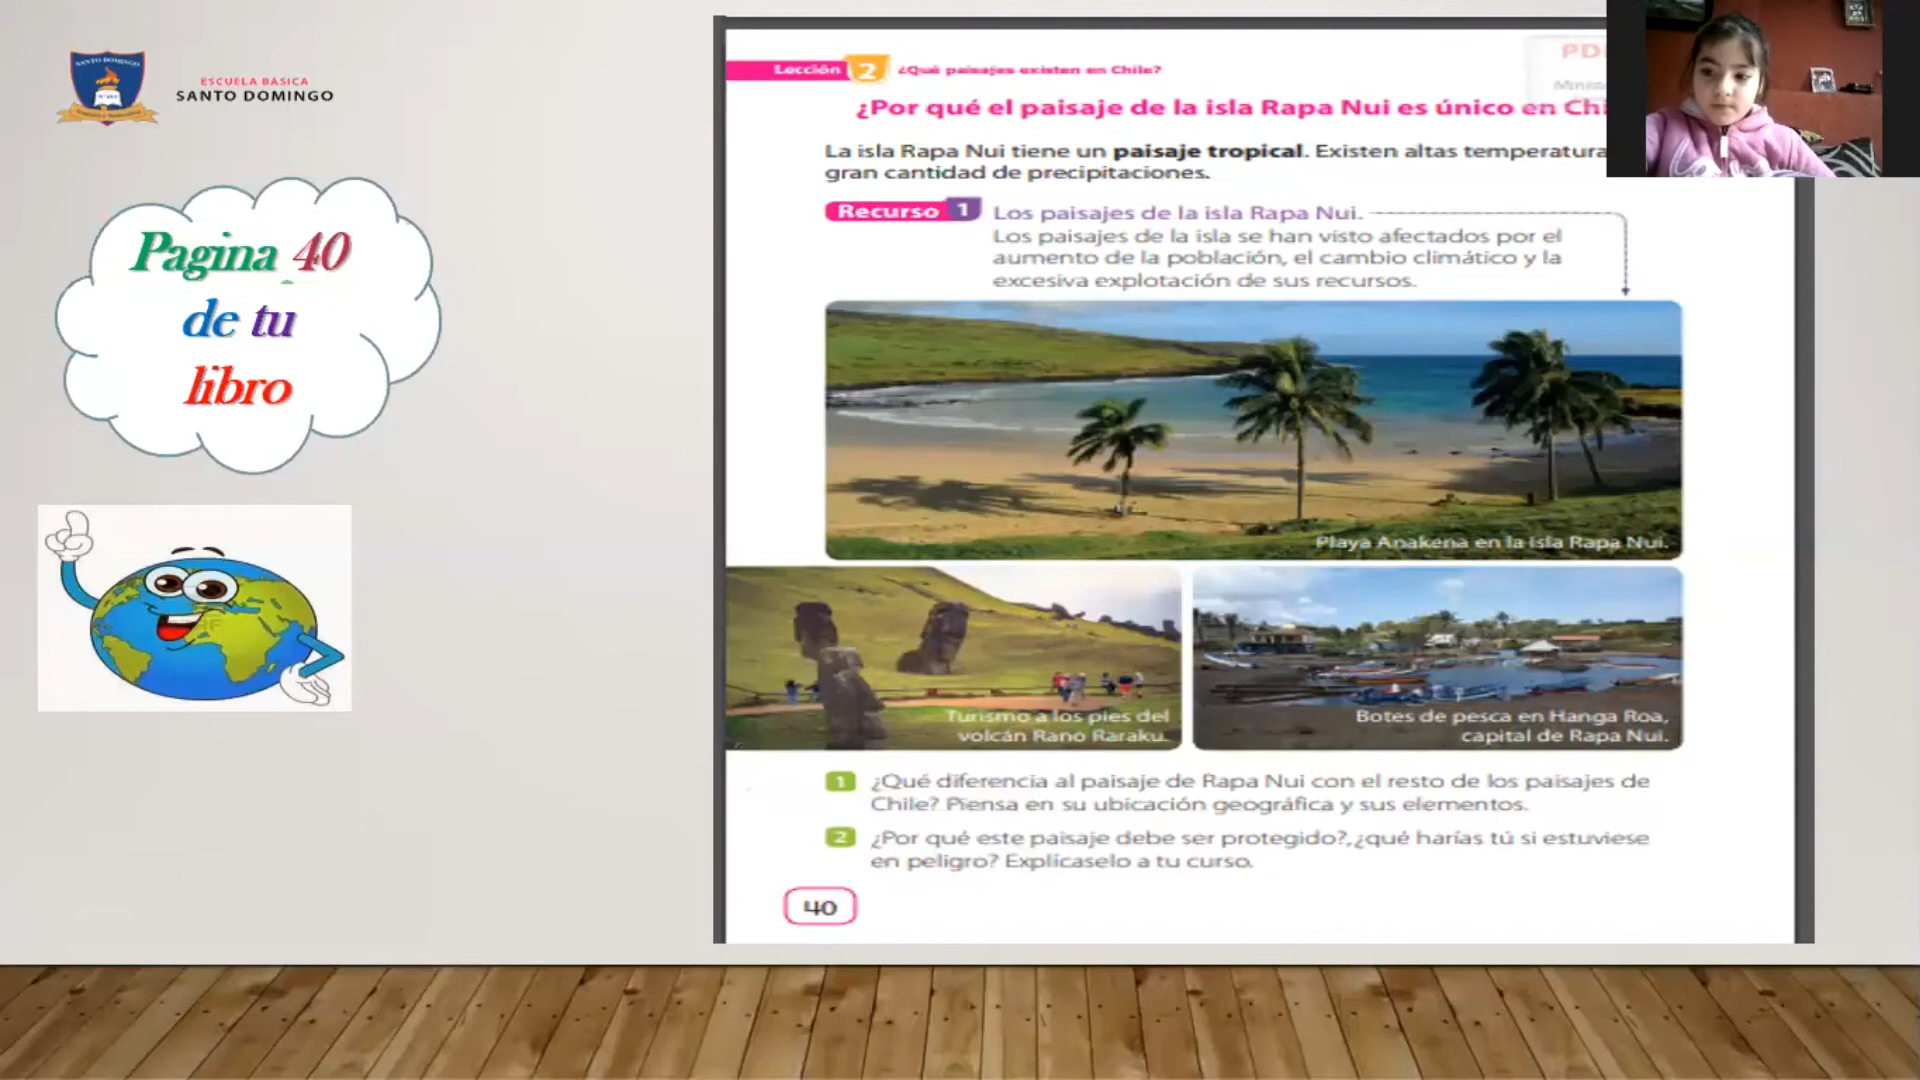 SANTO DOMINGO
ESCUELA BÁSICA
SANTO DOMINGO
Pagina 40
de tu
libro
Lección 2 ¿Qué paisajes existen en Chile?
¿Por qué el paisaje de la isla Rapa Nui es único en
La isla Rapa Nui tiene un paisaje tropical. Existen altas
gran cantidad de precipitaciones.
Recurso 1 Los paisajes de la isla Rapa Nui.
Los paisajes de la isla se han visto afectados por el
aumento de la población, el cambio climático y la
excesiva explotación de sus recursos.
Playa Anakena en la isla Rapa Nui.
Turismo a los pies del
volcán Rano Raraku.
Botes de pesca en Hanga Roa,
capital de Rapa Nui.
1 ¿Qué diferencia al paisaje de Rapa Nui con el resto de los paisajes de
Chile? Piensa en su ubicación geográfica y sus elementos.
2 ¿Por qué este paisaje debe ser protegido?,¿qué harías tú si estuviese
en peligro? Explícaselo a tu curso.
40